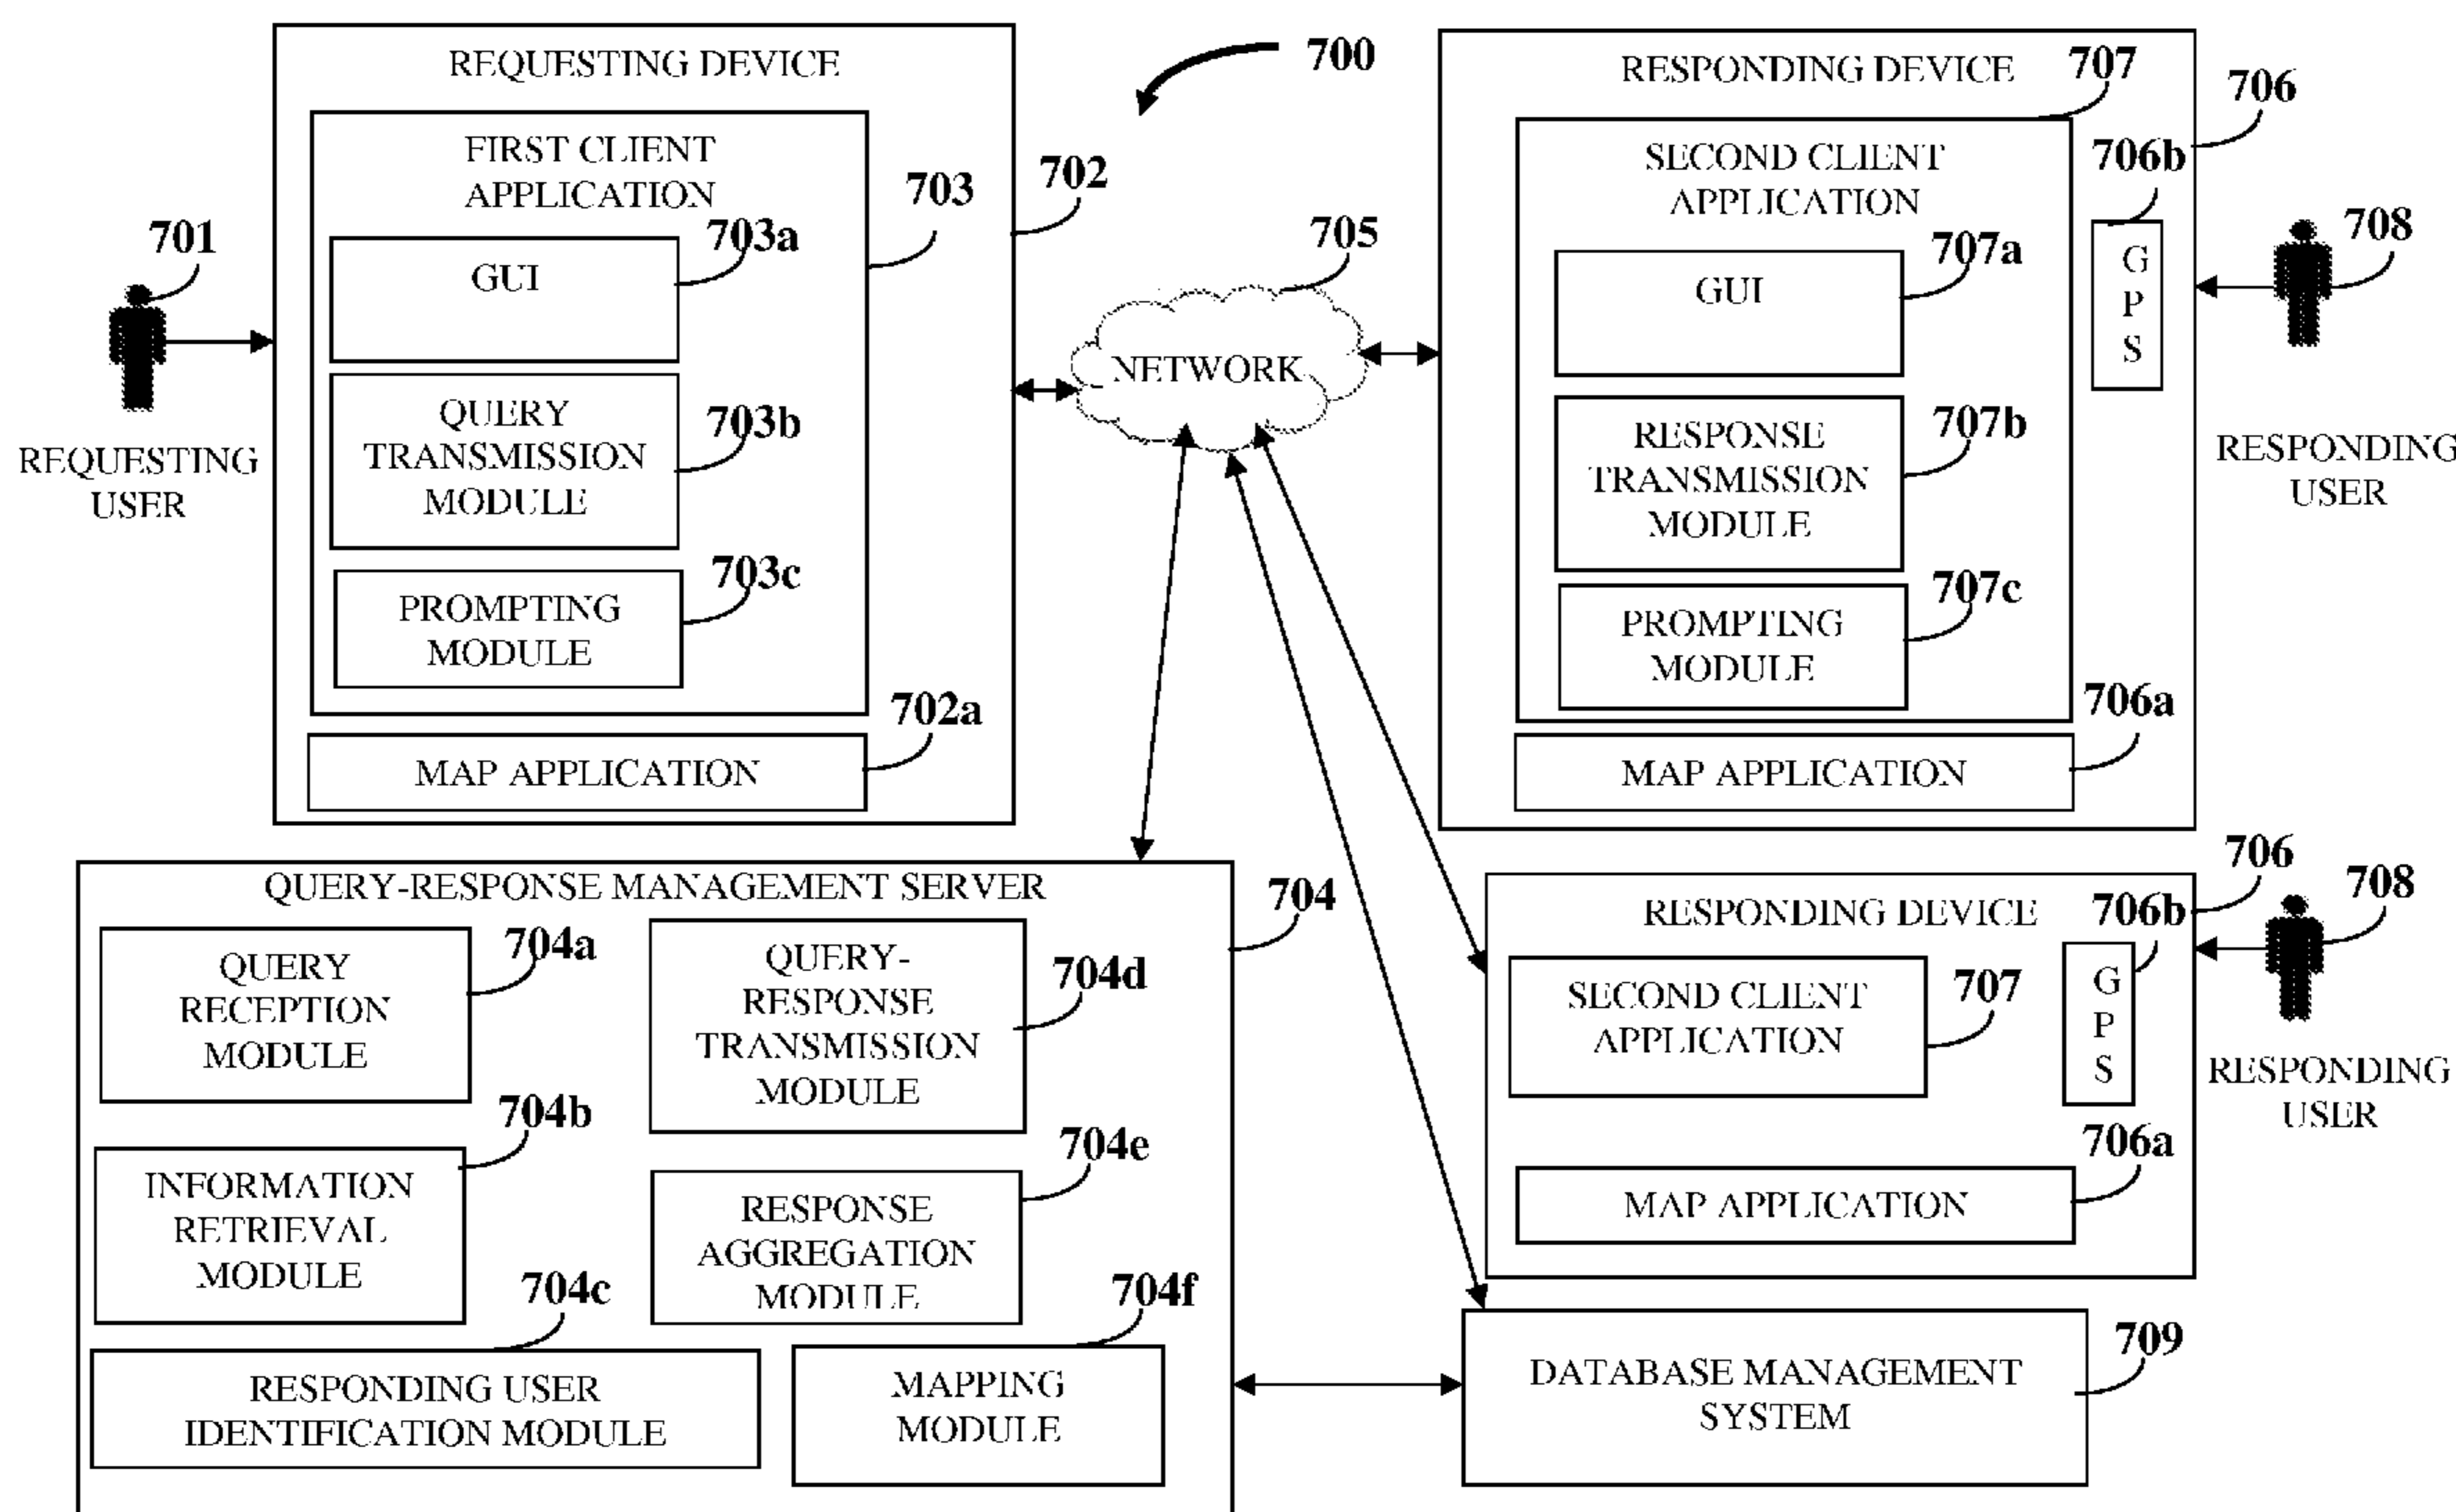 700
REQUESTING DEVICE
FIRST CLIENT
APPLICATION
703
702
701
703a
GUI
QUERY
TRANSMISSION
MODULE
703b
REQUESTING
USER
703c
PROMPTING
MODULE
702a
MAP APPLICATION
705
NETWORK
RESPONDING DEVICE
707
706
SECOND CLIENT
APPLICATION
706b
708
707a
GUI
G
P
S
RESPONSE
TRANSMISSION
MODULE
707b
RESPONDING
USER
707c
PROMPTING
MODULE
706a
MAP APPLICATION
QUERY-RESPONSE MANAGEMENT SERVER
704
QUERY
RECEPTION
MODULE
704a
QUERY-
RESPONSE
TRANSMISSION
MODULE
704d
704b
INFORMATION
RETRIEVAL
MODULE
704e
RESPONSE
AGGREGATION
MODULE
704c
RESPONDING USER
IDENTIFICATION MODULE
704f
MAPPING
MODULE
706
RESPONDING DEVICE
706b
708
SECOND CLIENT
APPLICATION
707
G
P
S
RESPONDING
USER
706a
MAP APPLICATION
DATABASE MANAGEMENT
SYSTEM
709